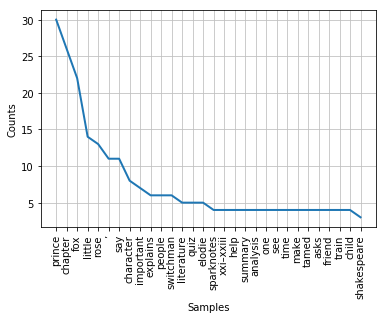 30
25
20
15
10
5
Counts
prince
chapter
fox
little
rose
’
say
character
important
explains
people
switchman
literature
quiz
elodie
sparknotes
xxi–xxiii
help
summary
analysis
one
see
time
make
tamed
asks
friend
train
child
shakespeare
Samples